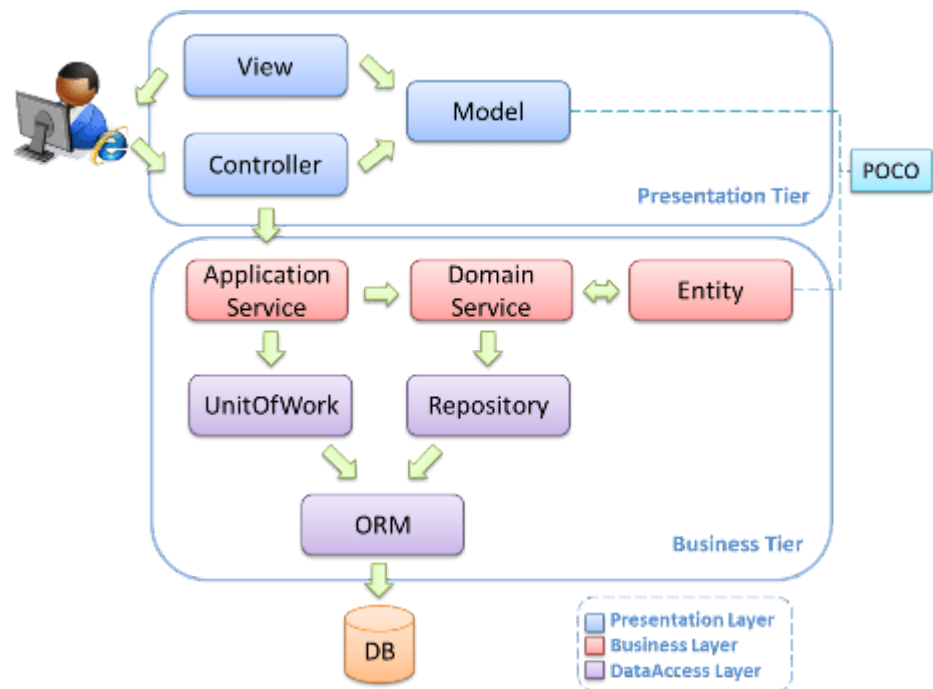 View
Model
Controller
POCO
Presentation Tier
Application
Service
Domain
Service
Entity
UnitOfWork
Repository
ORM
Business Tier
DB
Presentation Layer
Business Layer
DataAccess Layer